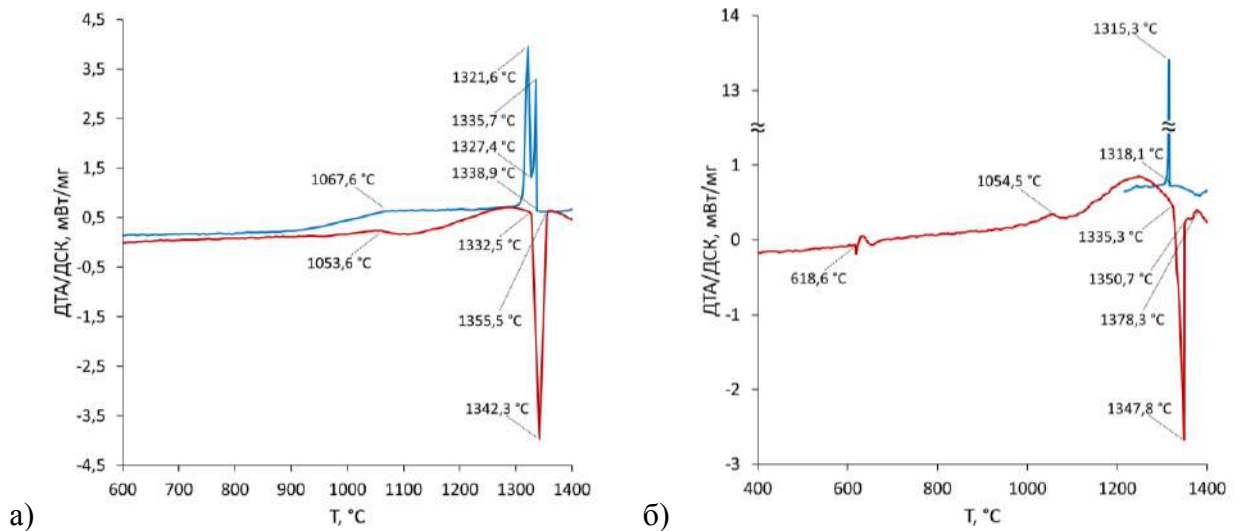 4,5
3,5
2,5
1,5
0,5
-0,5
-1,5
-2,5
-3,5
-4,5
ДТА/ДСК, мВт/мг
1321,6 °C
1335,7 °C
1327,4 °C
1338,9 °C
1067,6 °C
1332,5 °C
1053,6 °C
1355,5 °C
1342,3 °C
600 700 800 900 1000 1100 1200 1300 1400
T, °C
а)
14
13
1
0
-1
-2
-3
ДТА/ДСК, мВт/мг
1315,3 °C
1318,1 °C
1054,5 °C
1335,3 °C
618,6 °C
1350,7 °C
1378,3 °C
1347,8 °C
400 600 800 1000 1200 1400
T, °C
б)